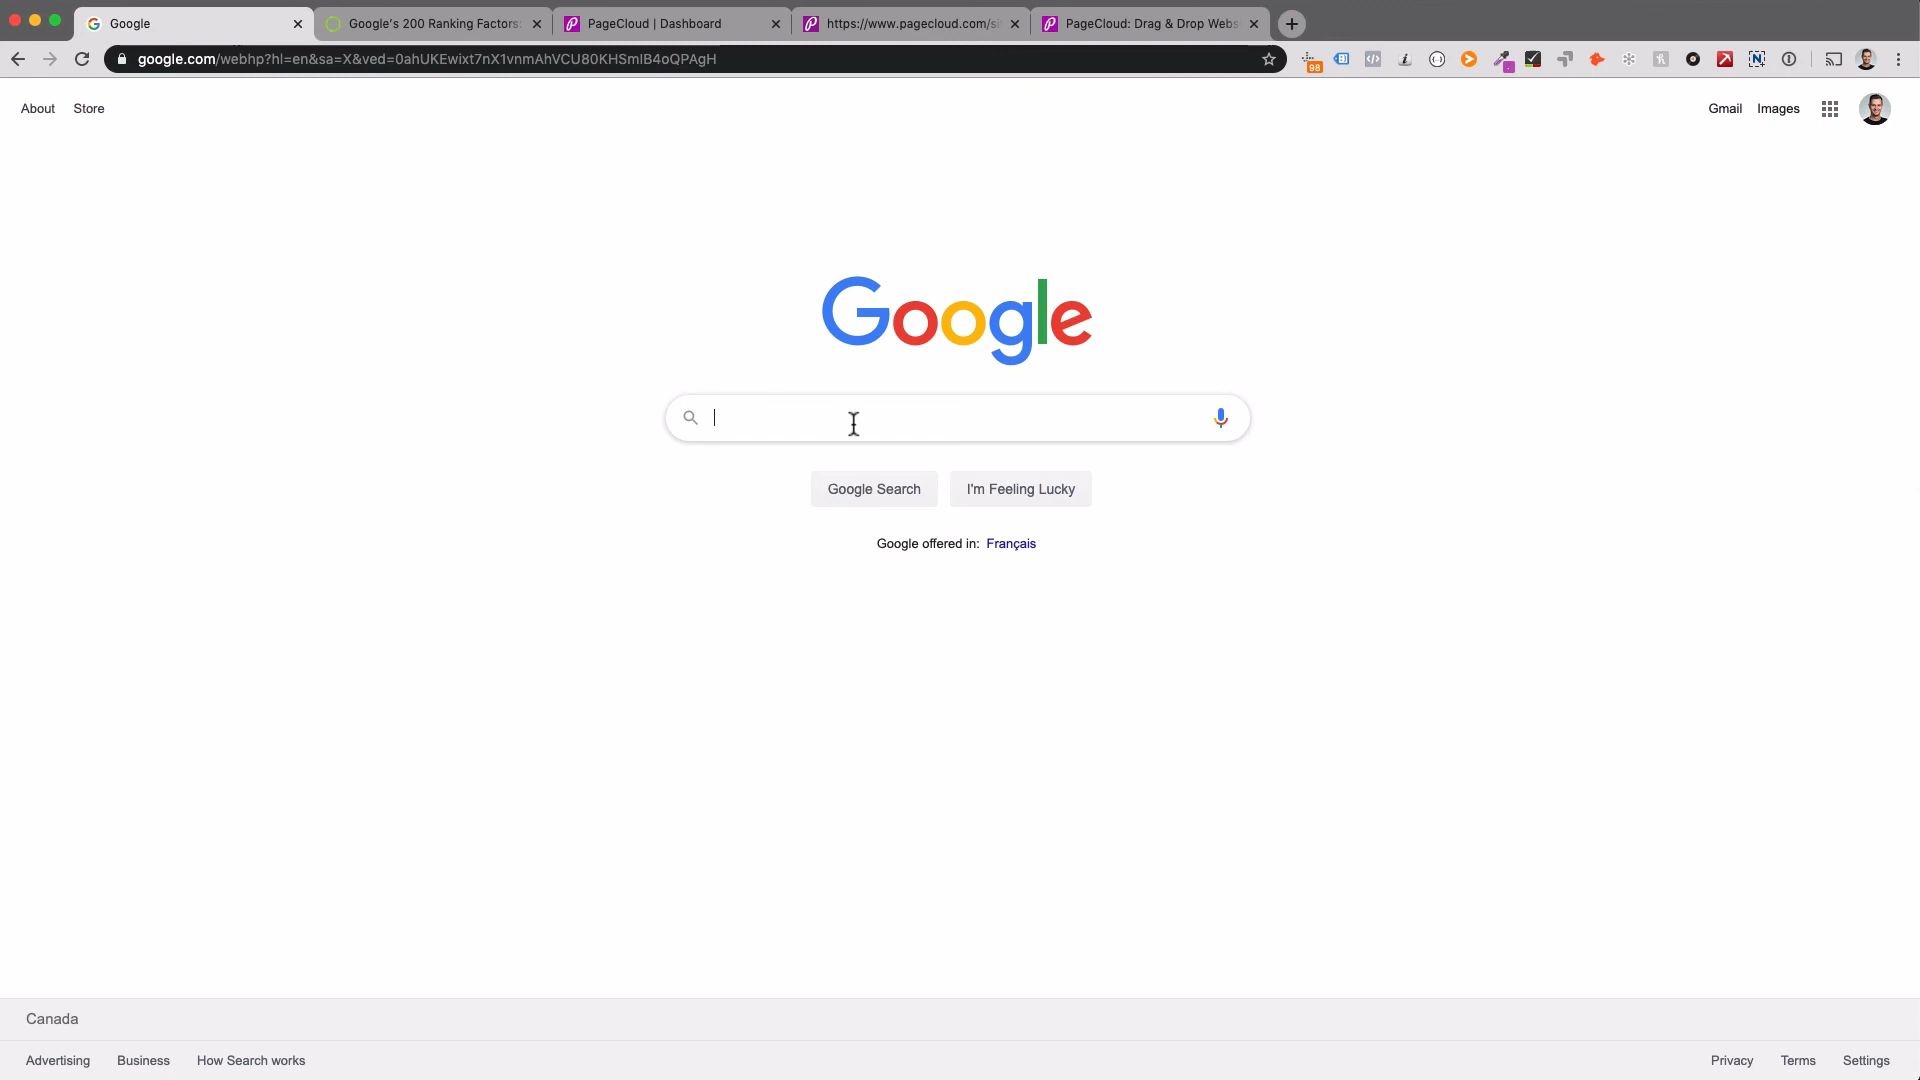 Google
Google's 200 Ranking Factors:
PageCloud | Dashboard
https://www.pagecloud.com/si
PageCloud: Drag & Drop Webs
google.com/webhp?hl=en&sa=X&ved=0ahUKEwixt7nX1vnmAhVCU80KHSmIB4oQPAgH
98
About
Store
Gmail
Images
Google
Google Search
I'm Feeling Lucky
Google offered in: Français
Canada
Advertising
Business
How Search works
Privacy
Terms
Settings